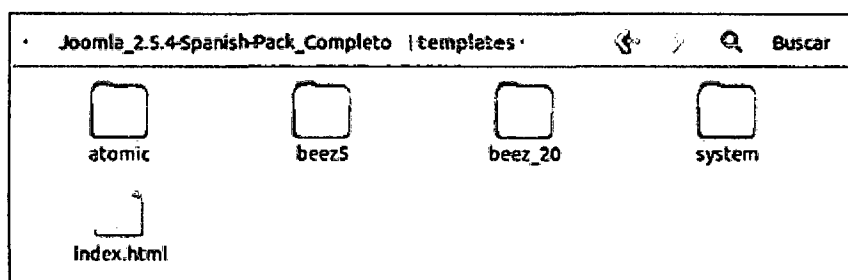 Joomla_2.5.4-Spanish-Pack_Completo templates Buscar
atomic beez5 beez_20 system
index.html